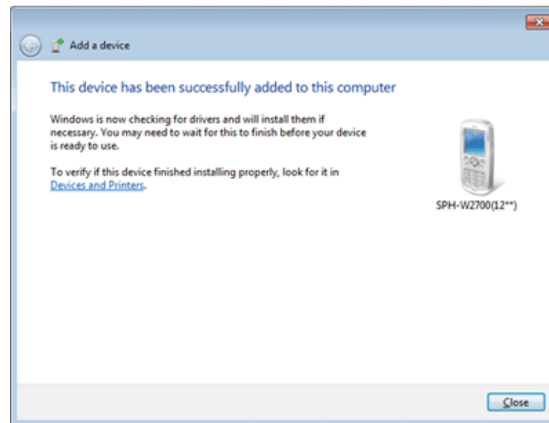 Add a device
This device has been successfully added to this computer
Windows is now checking for drivers and will install them if
necessary. You may need to wait for this to finish before your device
is ready to use.
To verify if this device finished installing properly, look for it in
Devices and Printers.
SPH-W2700(12**)
Close